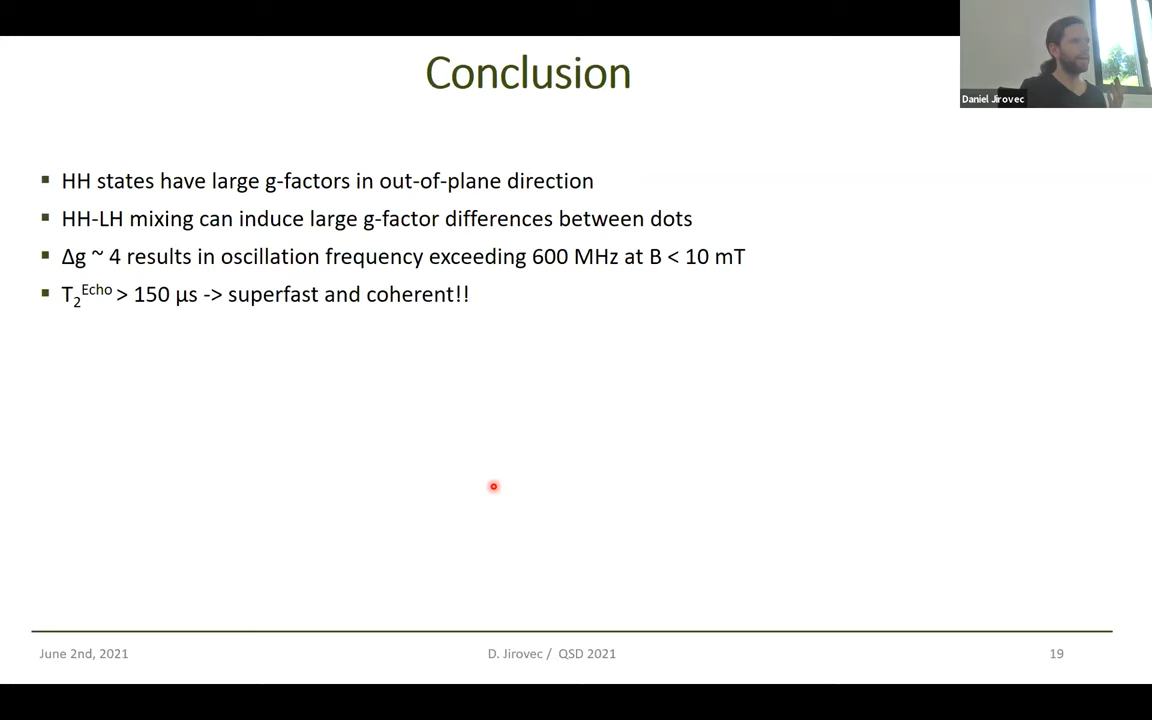 Conclusion
Daniel Jirovec
▪ HH states have large g-factors in out-of-plane direction
▪ HH-LH mixing can induce large g-factor differences between dots
▪ Δg ~ 4 results in oscillation frequency exceeding 600 MHz at B < 10 mT
▪ T₂ᴱᶜʰᵒ > 150 µs -> superfast and coherent!!
June 2nd, 2021
D. Jirovec / QSD 2021
19